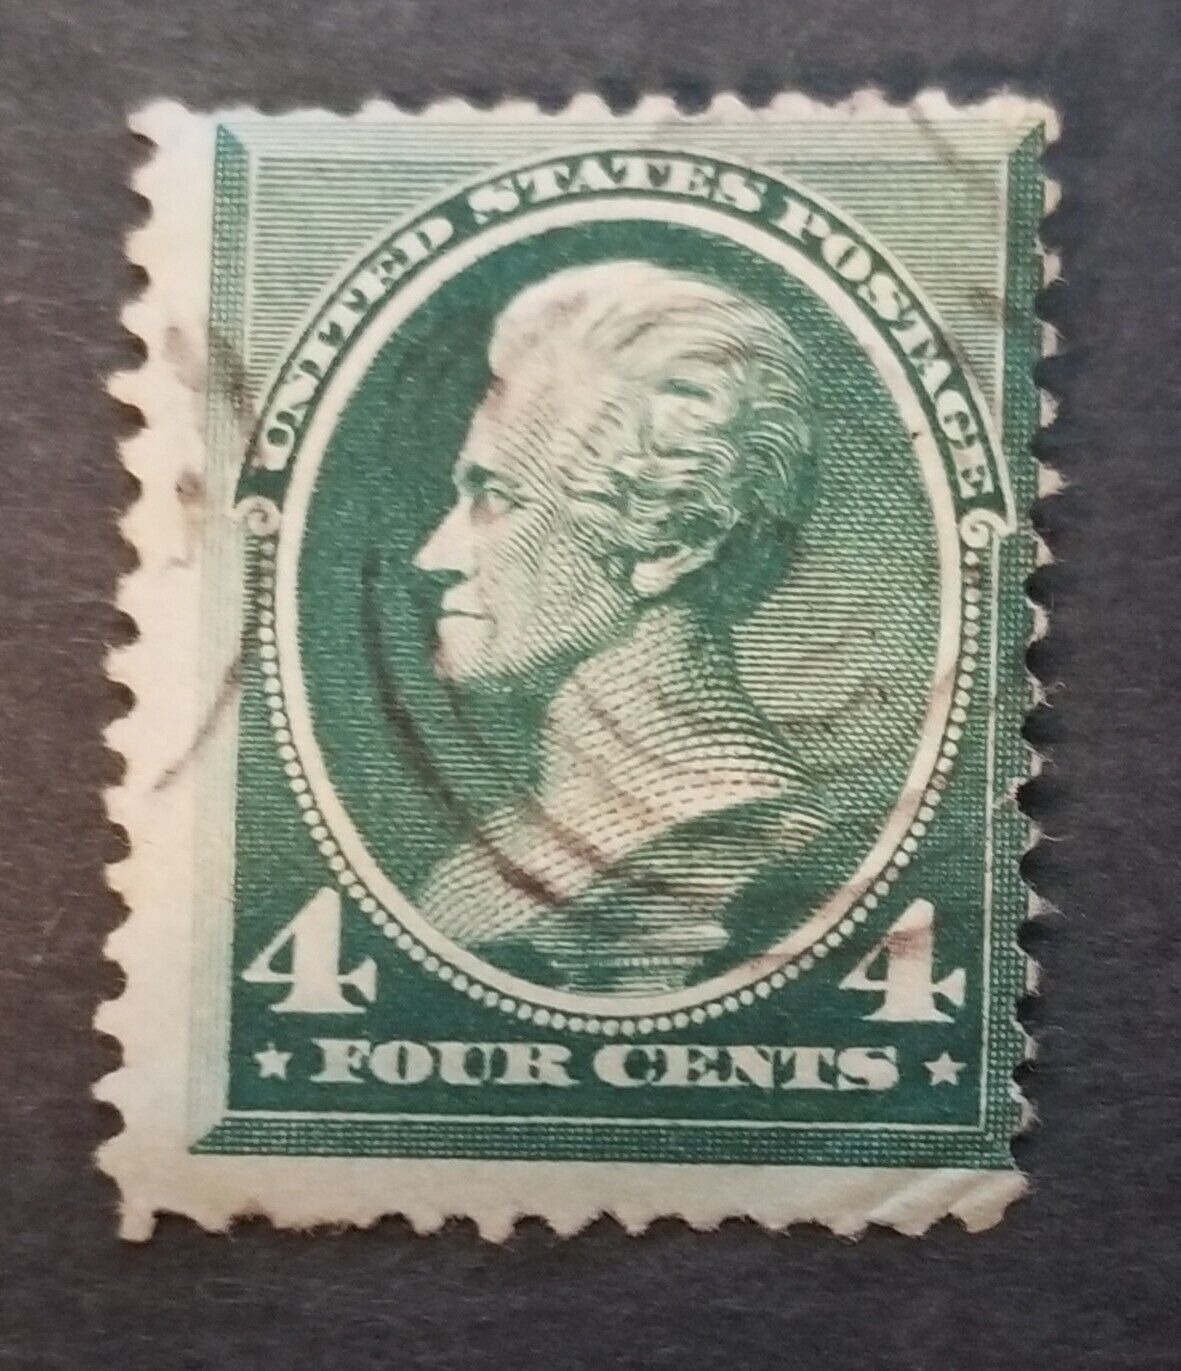 UNITED STATES POSTAGE
4 4
★ FOUR CENTS ★